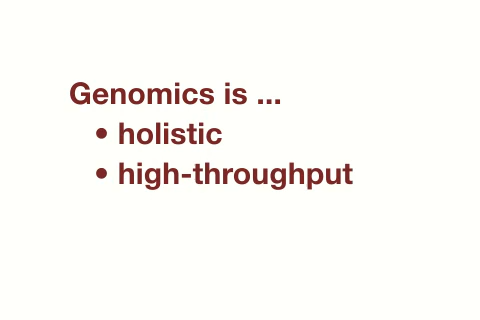 Genomics is ...
• holistic
• high-throughput